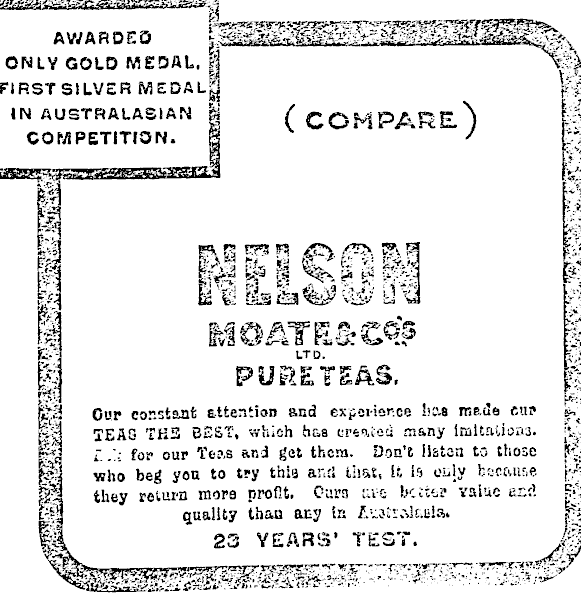 AWARDED
ONLY GOLD MEDAL,
FIRST SILVER MEDAL
IN AUSTRALASIAN
COMPETITION.
(COMPARE)
NELSON
MOATE & CO'S
LTD.
PURE TEAS.
Our constant attention and experience has made our
TEAS THE BEST, which has created many imitations.
Ask for our Teas and get them. Don't listen to those
who beg you to try this and that, it is only because
they return more profit. Ours are better value and
quality than any in Australasia.
23 YEARS' TEST.